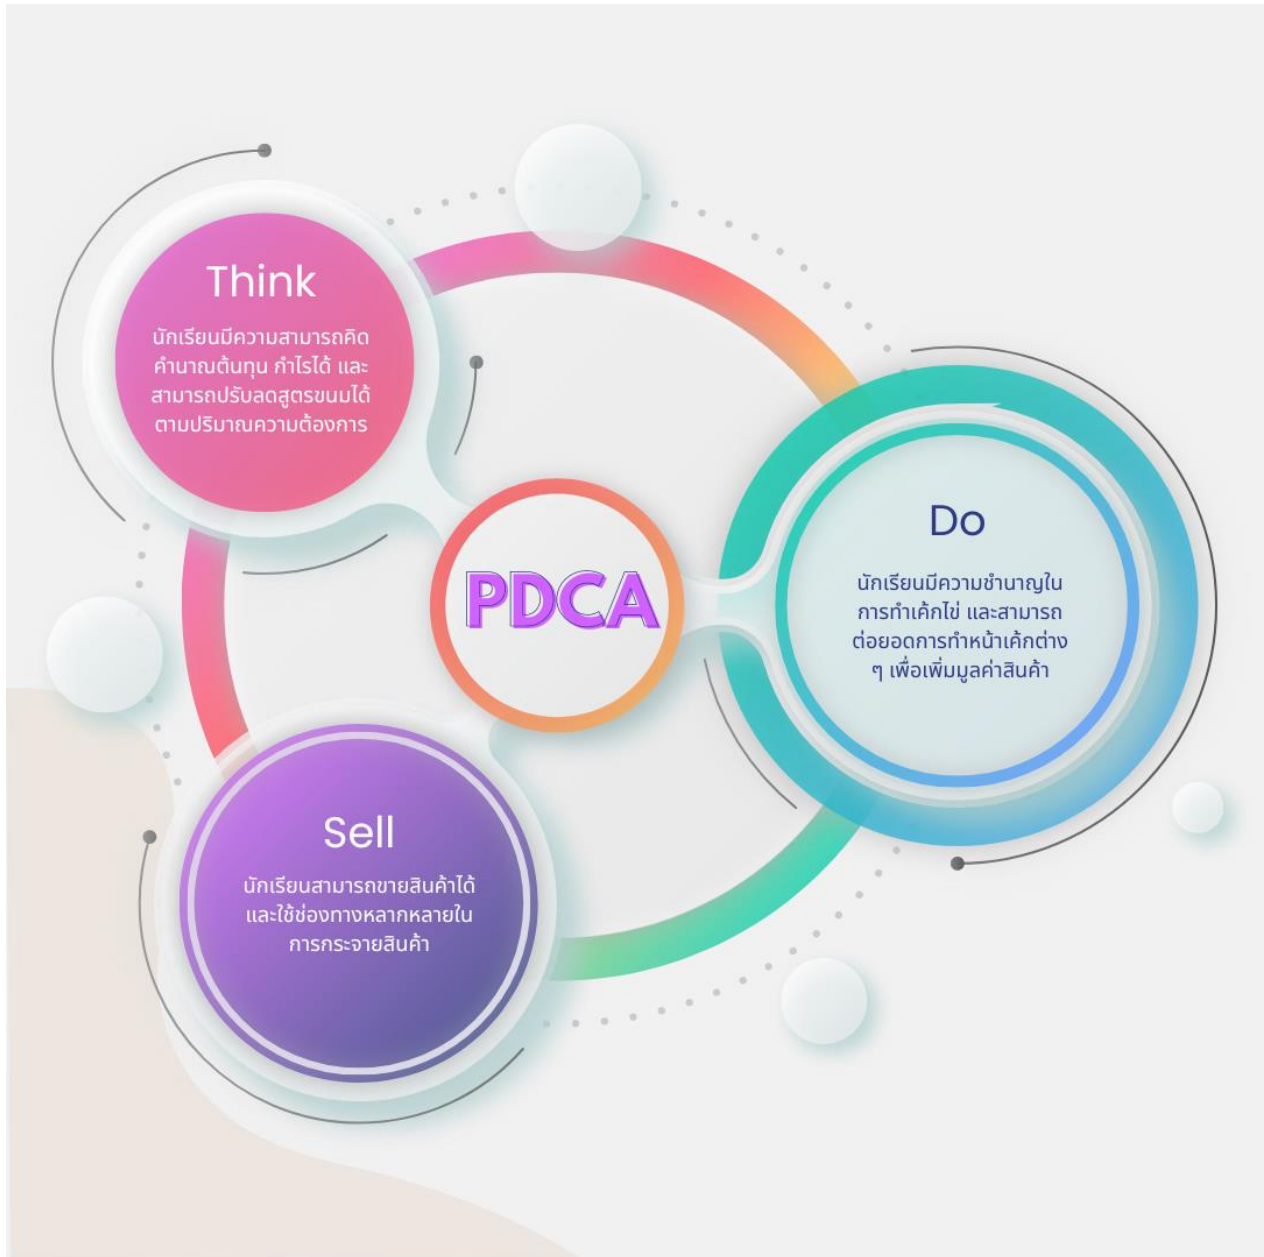 Think
นักเรียนมีความสามารถคิด
คำนาณต้นทุน กำไรได้ และ
สามารถปรับลดสูตรขนมได้
ตามปริมาณความต้องการ
PDCA
Do
นักเรียนมีความชำนาญใน
การทำเค้กไข่ และสามารถ
ต่อยอดการทำหน้าเค้กต่าง
ๆ เพื่อเพิ่มมูลค่าสินค้า
Sell
นักเรียนสามารถขายสินค้าได้
และใช้ช่องทางหลากหลายใน
การกระจายสินค้า